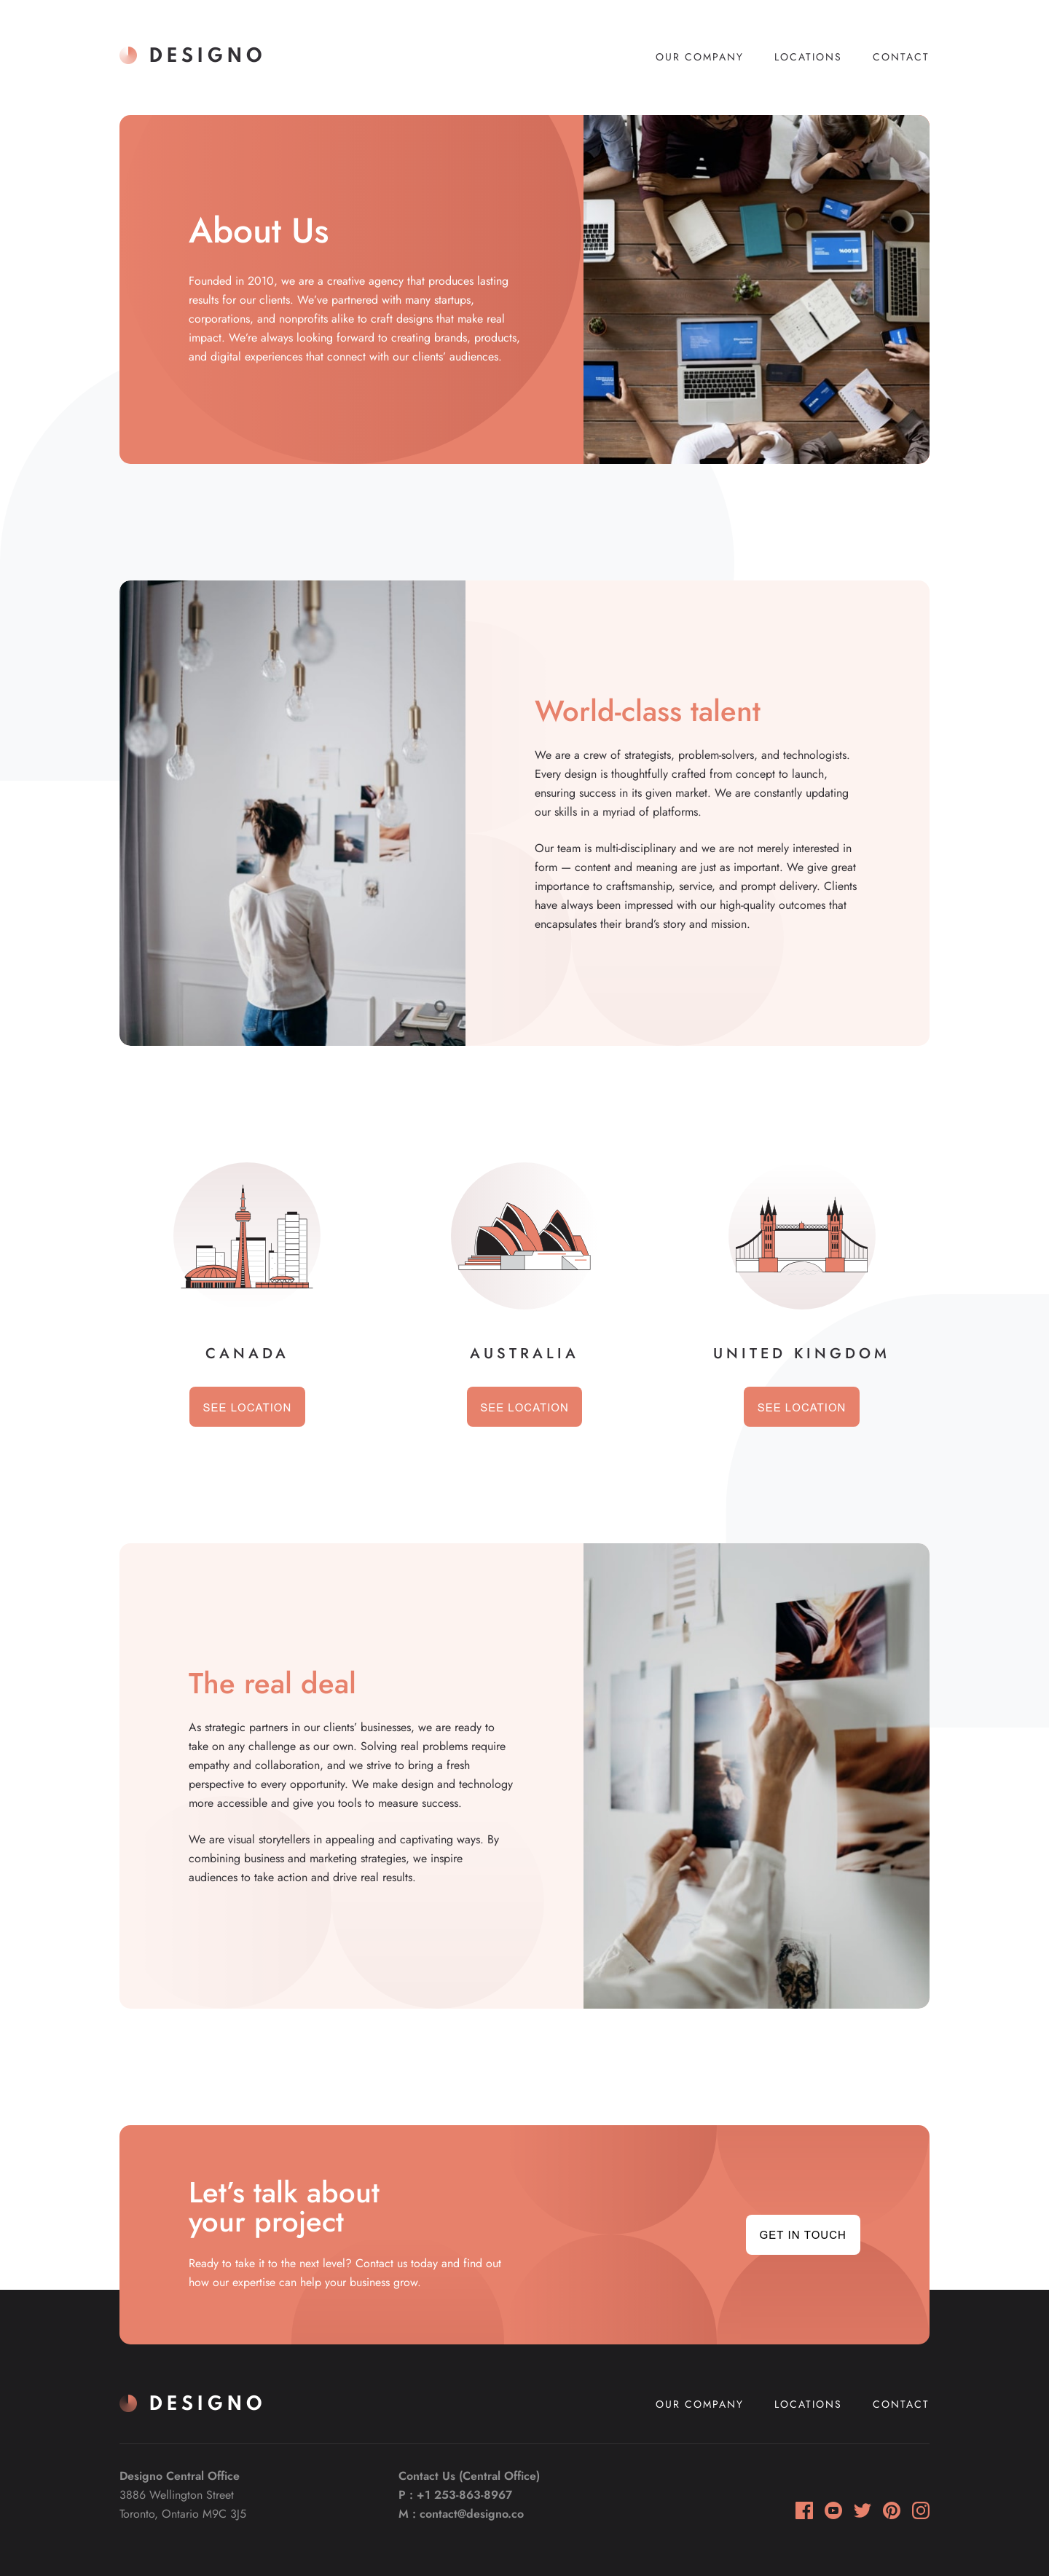 DESIGNO
OUR COMPANY
LOCATIONS
CONTACT
About Us
Founded in 2010, we are a creative agency that produces lasting
results for our clients. We’ve partnered with many startups,
corporations, and nonprofits alike to craft designs that make real
impact. We’re always looking forward to creating brands, products,
and digital experiences that connect with our clients’ audiences.
World-class talent
We are a crew of strategists, problem-solvers, and technologists.
Every design is thoughtfully crafted from concept to launch,
ensuring success in its given market. We are constantly updating
our skills in a myriad of platforms.
Our team is multi-disciplinary and we are not merely interested in
form — content and meaning are just as important. We give great
importance to craftsmanship, service, and prompt delivery. Clients
have always been impressed with our high-quality outcomes that
encapsulates their brand’s story and mission.
CANADA
SEE LOCATION
AUSTRALIA
SEE LOCATION
UNITED KINGDOM
SEE LOCATION
The real deal
As strategic partners in our clients’ businesses, we are ready to
take on any challenge as our own. Solving real problems require
empathy and collaboration, and we strive to bring a fresh
perspective to every opportunity. We make design and technology
more accessible and give you tools to measure success.
We are visual storytellers in appealing and captivating ways. By
combining business and marketing strategies, we inspire
audiences to take action and drive real results.
Let’s talk about
your project
Ready to take it to the next level? Contact us today and find out
how our expertise can help your business grow.
GET IN TOUCH
DESIGNO
OUR COMPANY
LOCATIONS
CONTACT
Designo Central Office
3886 Wellington Street
Toronto, Ontario M9C 3J5
Contact Us (Central Office)
P : +1 253-863-8967
M : contact@designo.co